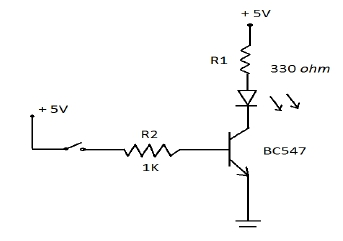 + 5V
R1
330 ohm
+ 5V
R2
1K
BC547